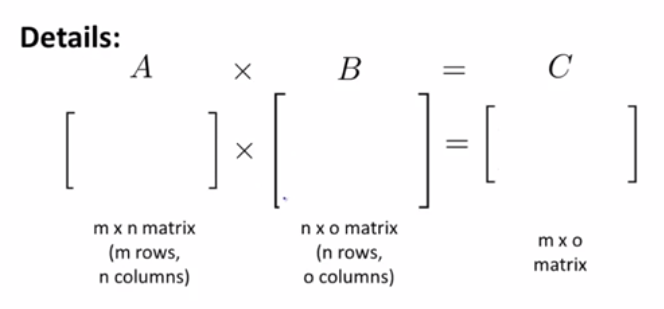 Details:
A × B = C
[ ] × [ ] = [ ]
m x n matrix
(m rows,
n columns)
n x o matrix
(n rows,
o columns)
m x o
matrix